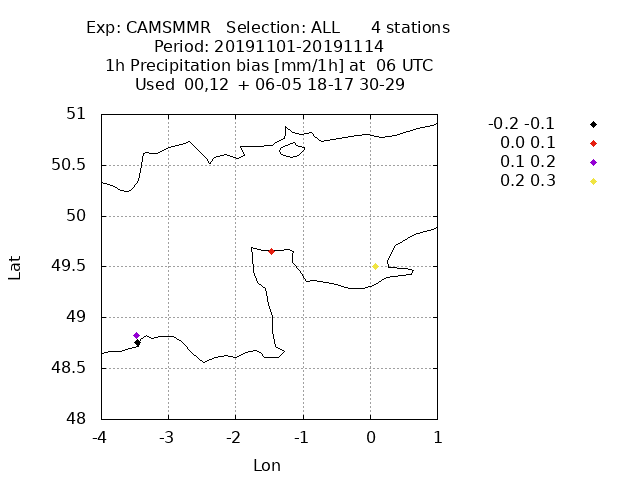 Exp: CAMSMMR   Selection: ALL      4 stations
Period: 20191101-20191114
1h Precipitation bias [mm/1h] at  06 UTC
Used  00,12  + 06-05 18-17 30-29
-0.2 -0.1
0.0 0.1
0.1 0.2
0.2 0.3
51
50.5
50
49.5
49
48.5
48
Lat
-4 -3 -2 -1 0 1
Lon